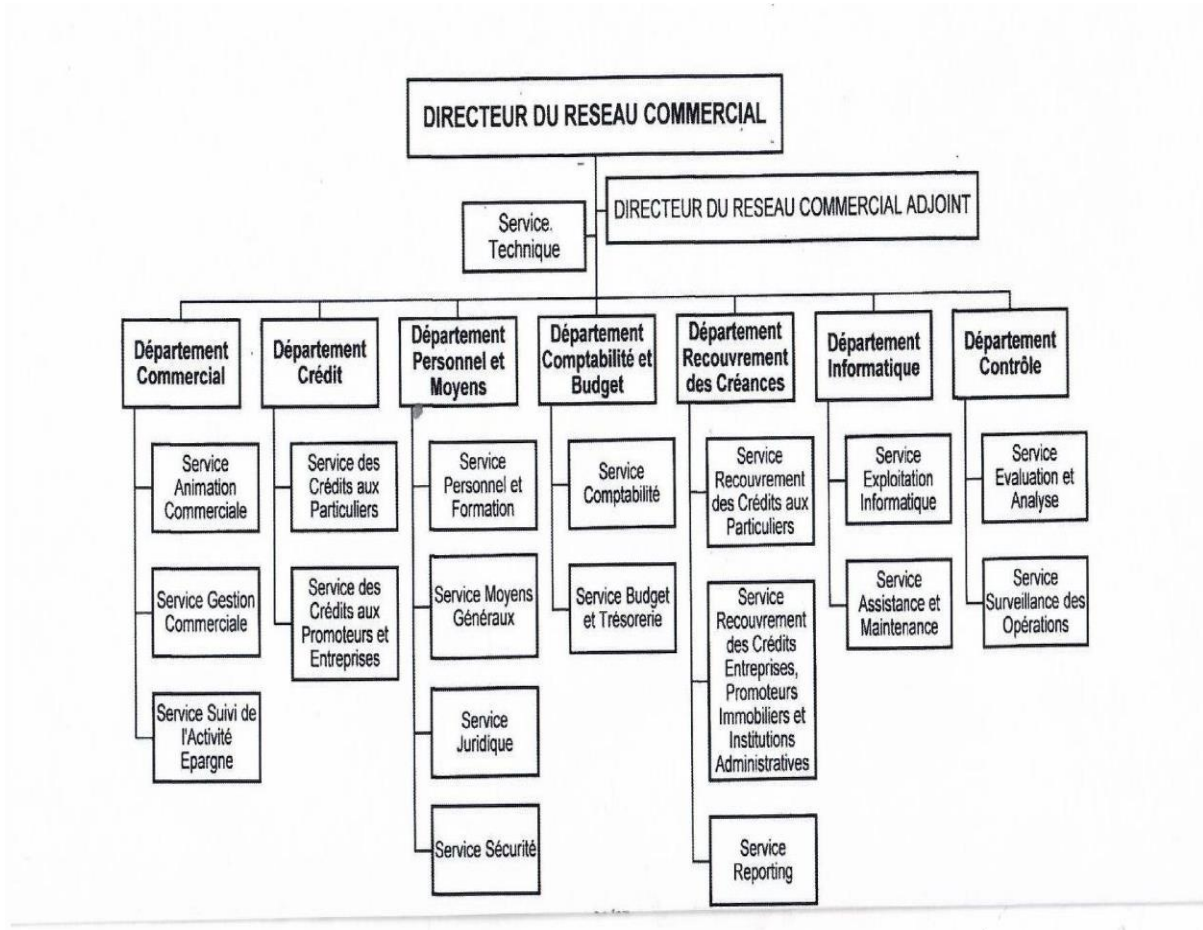 DIRECTEUR DU RESEAU COMMERCIAL
DIRECTEUR DU RESEAU COMMERCIAL ADJOINT
Service.
Technique
Département
Commercial
Département
Crédit
Département
Personnel et
Moyens
Département
Comptabilité et
Budget
Département
Recouvrement
des Créances
Département
Informatique
Département
Contrôle
Service
Animation
Commerciale
Service Gestion
Commerciale
Service Suivi de
l'Activité
Epargne
Service des
Crédits aux
Particuliers
Service des
Crédits aux
Promoteurs et
Entreprises
Service
Personnel et
Formation
Service Moyens
Généraux
Service
Juridique
Service Sécurité
Service
Comptabilité
Service Budget
et Trésorerie
Service
Recouvrement
des Crédits aux
Particuliers
Service
Recouvrement
des Crédits
Entreprises,
Promoteurs
Immobiliers et
Institutions
Administratives
Service
Reporting
Service
Exploitation
Informatique
Service
Assistance et
Maintenance
Service
Evaluation et
Analyse
Service
Surveillance des
Opérations